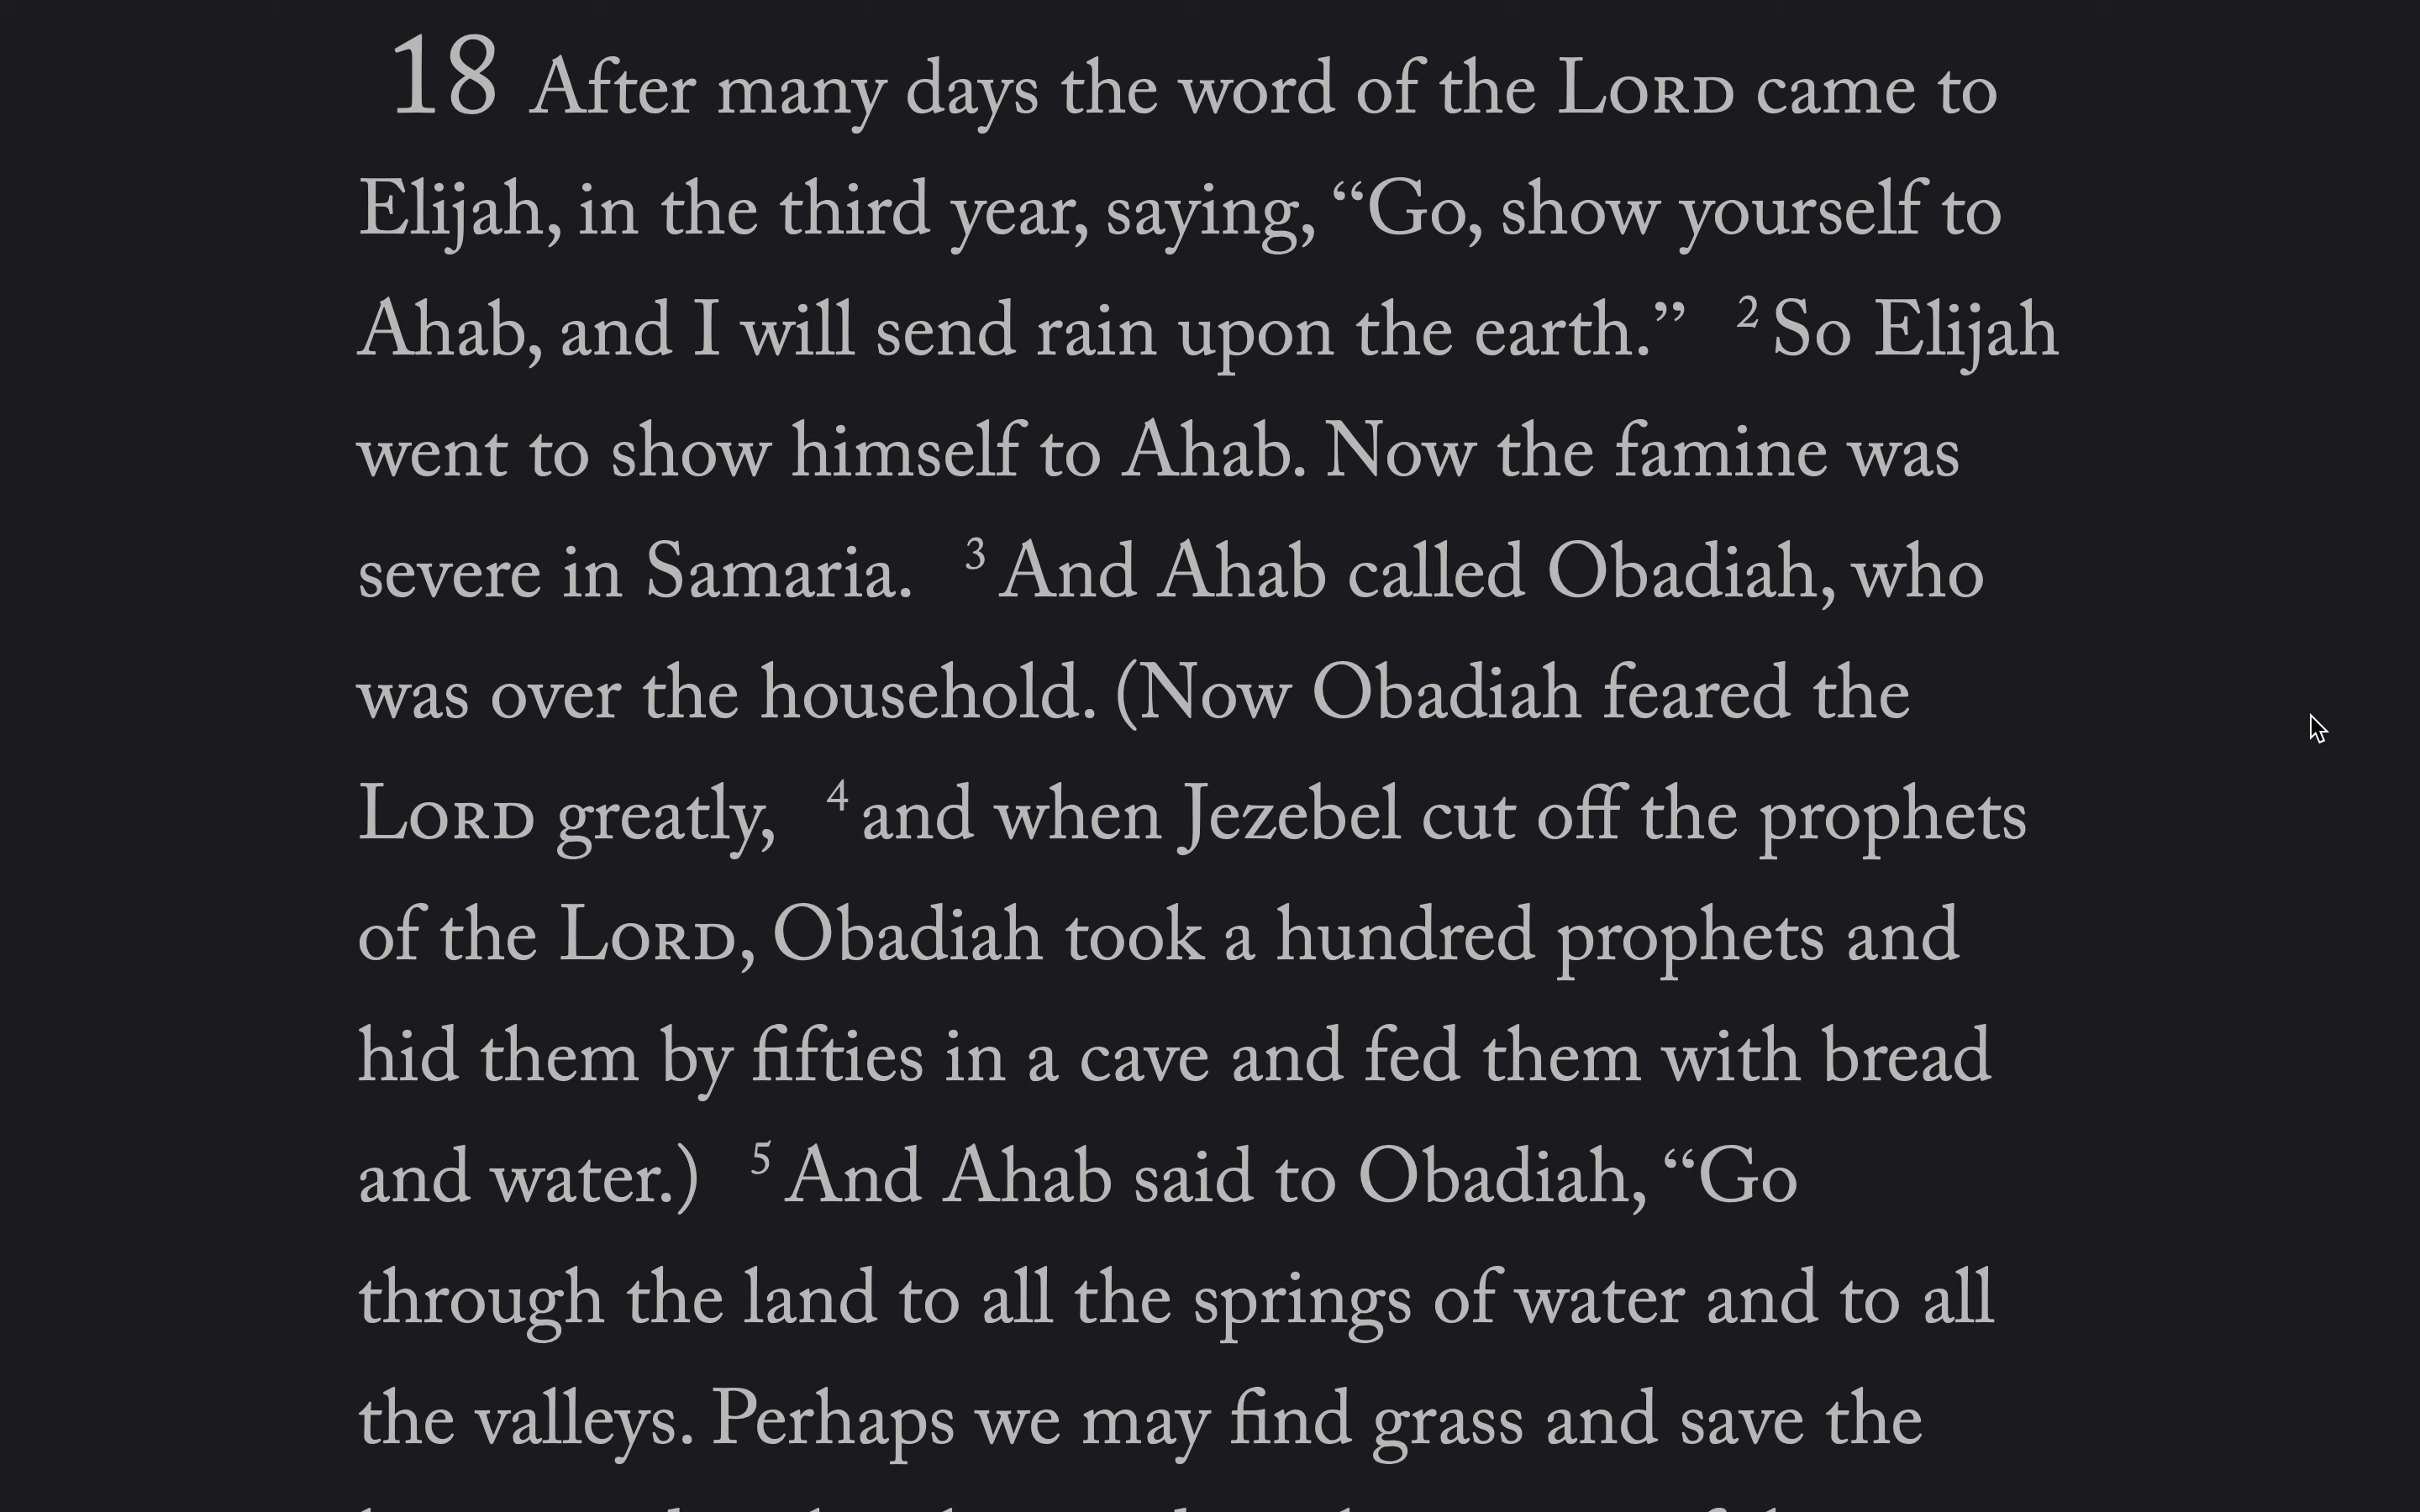 18 After many days the word of the LORD came to
Elijah, in the third year, saying, “Go, show yourself to
Ahab, and I will send rain upon the earth.” 2 So Elijah
went to show himself to Ahab. Now the famine was
severe in Samaria. 3 And Ahab called Obadiah, who
was over the household. (Now Obadiah feared the
LORD greatly, 4 and when Jezebel cut off the prophets
of the LORD, Obadiah took a hundred prophets and
hid them by fifties in a cave and fed them with bread
and water.) 5 And Ahab said to Obadiah, “Go
through the land to all the springs of water and to all
the valleys. Perhaps we may find grass and save the